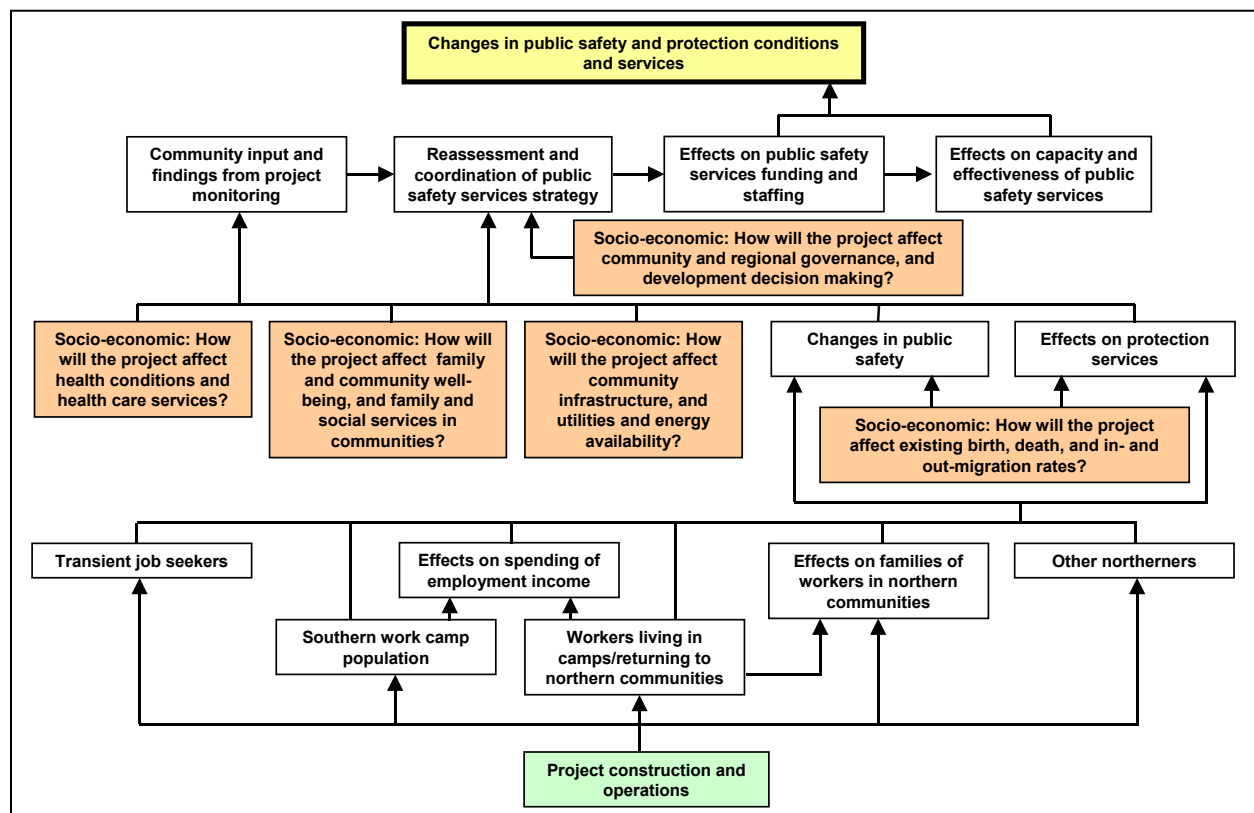 Changes in public safety and protection conditions
and services
Community input and
findings from project
monitoring
Reassessment and
coordination of public
safety services strategy
Effects on public safety
services funding and
staffing
Effects on capacity and
effectiveness of public
safety services
Socio-economic: How will the project affect
community and regional governance, and
development decision making?
Socio-economic: How
will the project affect
health conditions and
health care services?
Socio-economic: How will
the project affect family
and community well-
being, and family and
social services in
communities?
Socio-economic: How
will the project affect
community
infrastructure, and
utilities and energy
availability?
Changes in public
safety
Effects on protection
services
Socio-economic: How will the project
affect existing birth, death, and in- and
out-migration rates?
Transient job seekers
Effects on spending of
employment income
Effects on families of
workers in northern
communities
Other northerners
Southern work camp
population
Workers living in
camps/returning to
northern communities
Project construction and
operations